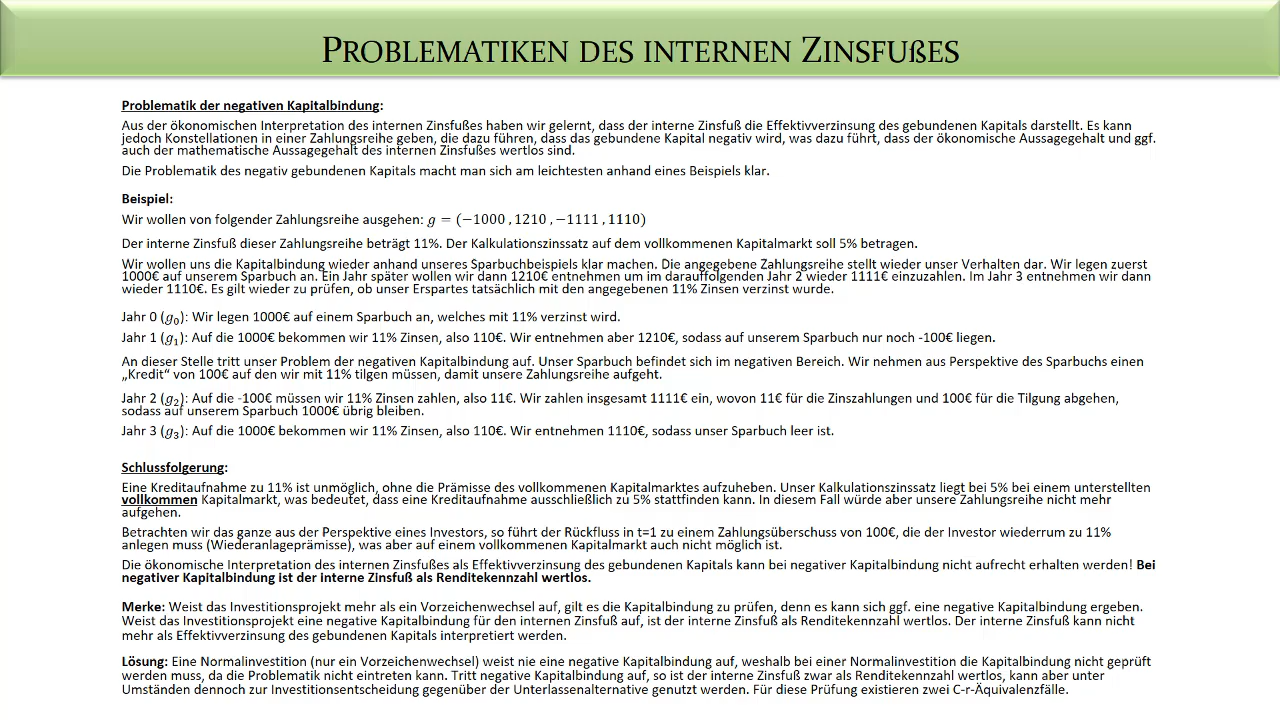 PROBLEMATIKEN DES INTERNEN ZINSFUßES
Problematik der negativen Kapitalbindung:
Aus der ökonomischen Interpretation des internen Zinsfußes haben wir gelernt, dass der interne Zinsfuß die Effektivverzinsung des gebundenen Kapitals darstellt. Es kann
jedoch Konstellationen in einer Zahlungsreihe geben, die dazu führen, dass das gebundene Kapital negativ wird, was dazu führt, dass der ökonomische Aussagegehalt und ggf.
auch der mathematische Aussagegehalt des internen Zinsfußes wertlos sind.
Die Problematik des negativ gebundenen Kapitals macht man sich am leichtesten anhand eines Beispiels klar.
Beispiel:
Wir wollen von folgender Zahlungsreihe ausgehen: g = (−1000 , 1210 , −1111 , 1110)
Der interne Zinsfuß dieser Zahlungsreihe beträgt 11%. Der Kalkulationszinssatz auf dem vollkommenen Kapitalmarkt soll 5% betragen.
Wir wollen uns die Kapitalbindung wieder anhand unseres Sparbuchbeispiels klar machen. Die angegebene Zahlungsreihe stellt wieder unser Verhalten dar. Wir legen zuerst
1000€ auf unserem Sparbuch an. Ein Jahr später wollen wir dann 1210€ entnehmen um im darauffolgenden Jahr 2 wieder 1111€ einzuzahlen. Im Jahr 3 entnehmen wir dann
wieder 1110€. Es gilt wieder zu prüfen, ob unser Erspartes tatsächlich mit den angegebenen 11% Zinsen verzinst wurde.
Jahr 0 (g₀): Wir legen 1000€ auf einem Sparbuch an, welches mit 11% verzinst wird.
Jahr 1 (g₁): Auf die 1000€ bekommen wir 11% Zinsen, also 110€. Wir entnehmen aber 1210€, sodass auf unserem Sparbuch nur noch -100€ liegen.
An dieser Stelle tritt unser Problem der negativen Kapitalbindung auf. Unser Sparbuch befindet sich im negativen Bereich. Wir nehmen aus Perspektive des Sparbuchs einen
„Kredit“ von 100€ auf den wir mit 11% tilgen müssen, damit unsere Zahlungsreihe aufgeht.
Jahr 2 (g₂): Auf die -100€ müssen wir 11% Zinsen zahlen, also 11€. Wir zahlen insgesamt 1111€ ein, wovon 11€ für die Zinszahlungen und 100€ für die Tilgung abgehen,
sodass auf unserem Sparbuch 1000€ übrig bleiben.
Jahr 3 (g₃): Auf die 1000€ bekommen wir 11% Zinsen, also 110€. Wir entnehmen 1110€, sodass unser Sparbuch leer ist.
Schlussfolgerung:
Eine Kreditaufnahme zu 11% ist unmöglich, ohne die Prämisse des vollkommenen Kapitalmarktes aufzuheben. Unser Kalkulationszinssatz liegt bei 5% bei einem unterstellten
vollkommen Kapitalmarkt, was bedeutet, dass eine Kreditaufnahme ausschließlich zu 5% stattfinden kann. In diesem Fall würde aber unsere Zahlungsreihe nicht mehr
aufgehen.
Betrachten wir das ganze aus der Perspektive eines Investors, so führt der Rückfluss in t=1 zu einem Zahlungsüberschuss von 100€, die der Investor wiederrum zu 11%
anlegen muss (Wiederanlageprämisse), was aber auf einem vollkommenen Kapitalmarkt auch nicht möglich ist.
Die ökonomische Interpretation des internen Zinsfußes als Effektivverzinsung des gebundenen Kapitals kann bei negativer Kapitalbindung nicht aufrecht erhalten werden! Bei
negativer Kapitalbindung ist der interne Zinsfuß als Renditekennzahl wertlos.
Merke: Weist das Investitionsprojekt mehr als ein Vorzeichenwechsel auf, gilt es die Kapitalbindung zu prüfen, denn es kann sich ggf. eine negative Kapitalbindung ergeben.
Weist das Investitionsprojekt eine negative Kapitalbindung für den internen Zinsfuß auf, ist der interne Zinsfuß als Renditekennzahl wertlos. Der interne Zinsfuß kann nicht
mehr als Effektivverzinsung des gebundenen Kapitals interpretiert werden.
Lösung: Eine Normalinvestition (nur ein Vorzeichenwechsel) weist nie eine negative Kapitalbindung auf, weshalb bei einer Normalinvestition die Kapitalbindung nicht geprüft
werden muss, da die Problematik nicht eintreten kann. Tritt negative Kapitalbindung auf, so ist der interne Zinsfuß zwar als Renditekennzahl wertlos, kann aber unter
Umständen dennoch zur Investitionsentscheidung gegenüber der Unterlassenalternative genutzt werden. Für diese Prüfung existieren zwei C-r-Äquivalenzfälle.